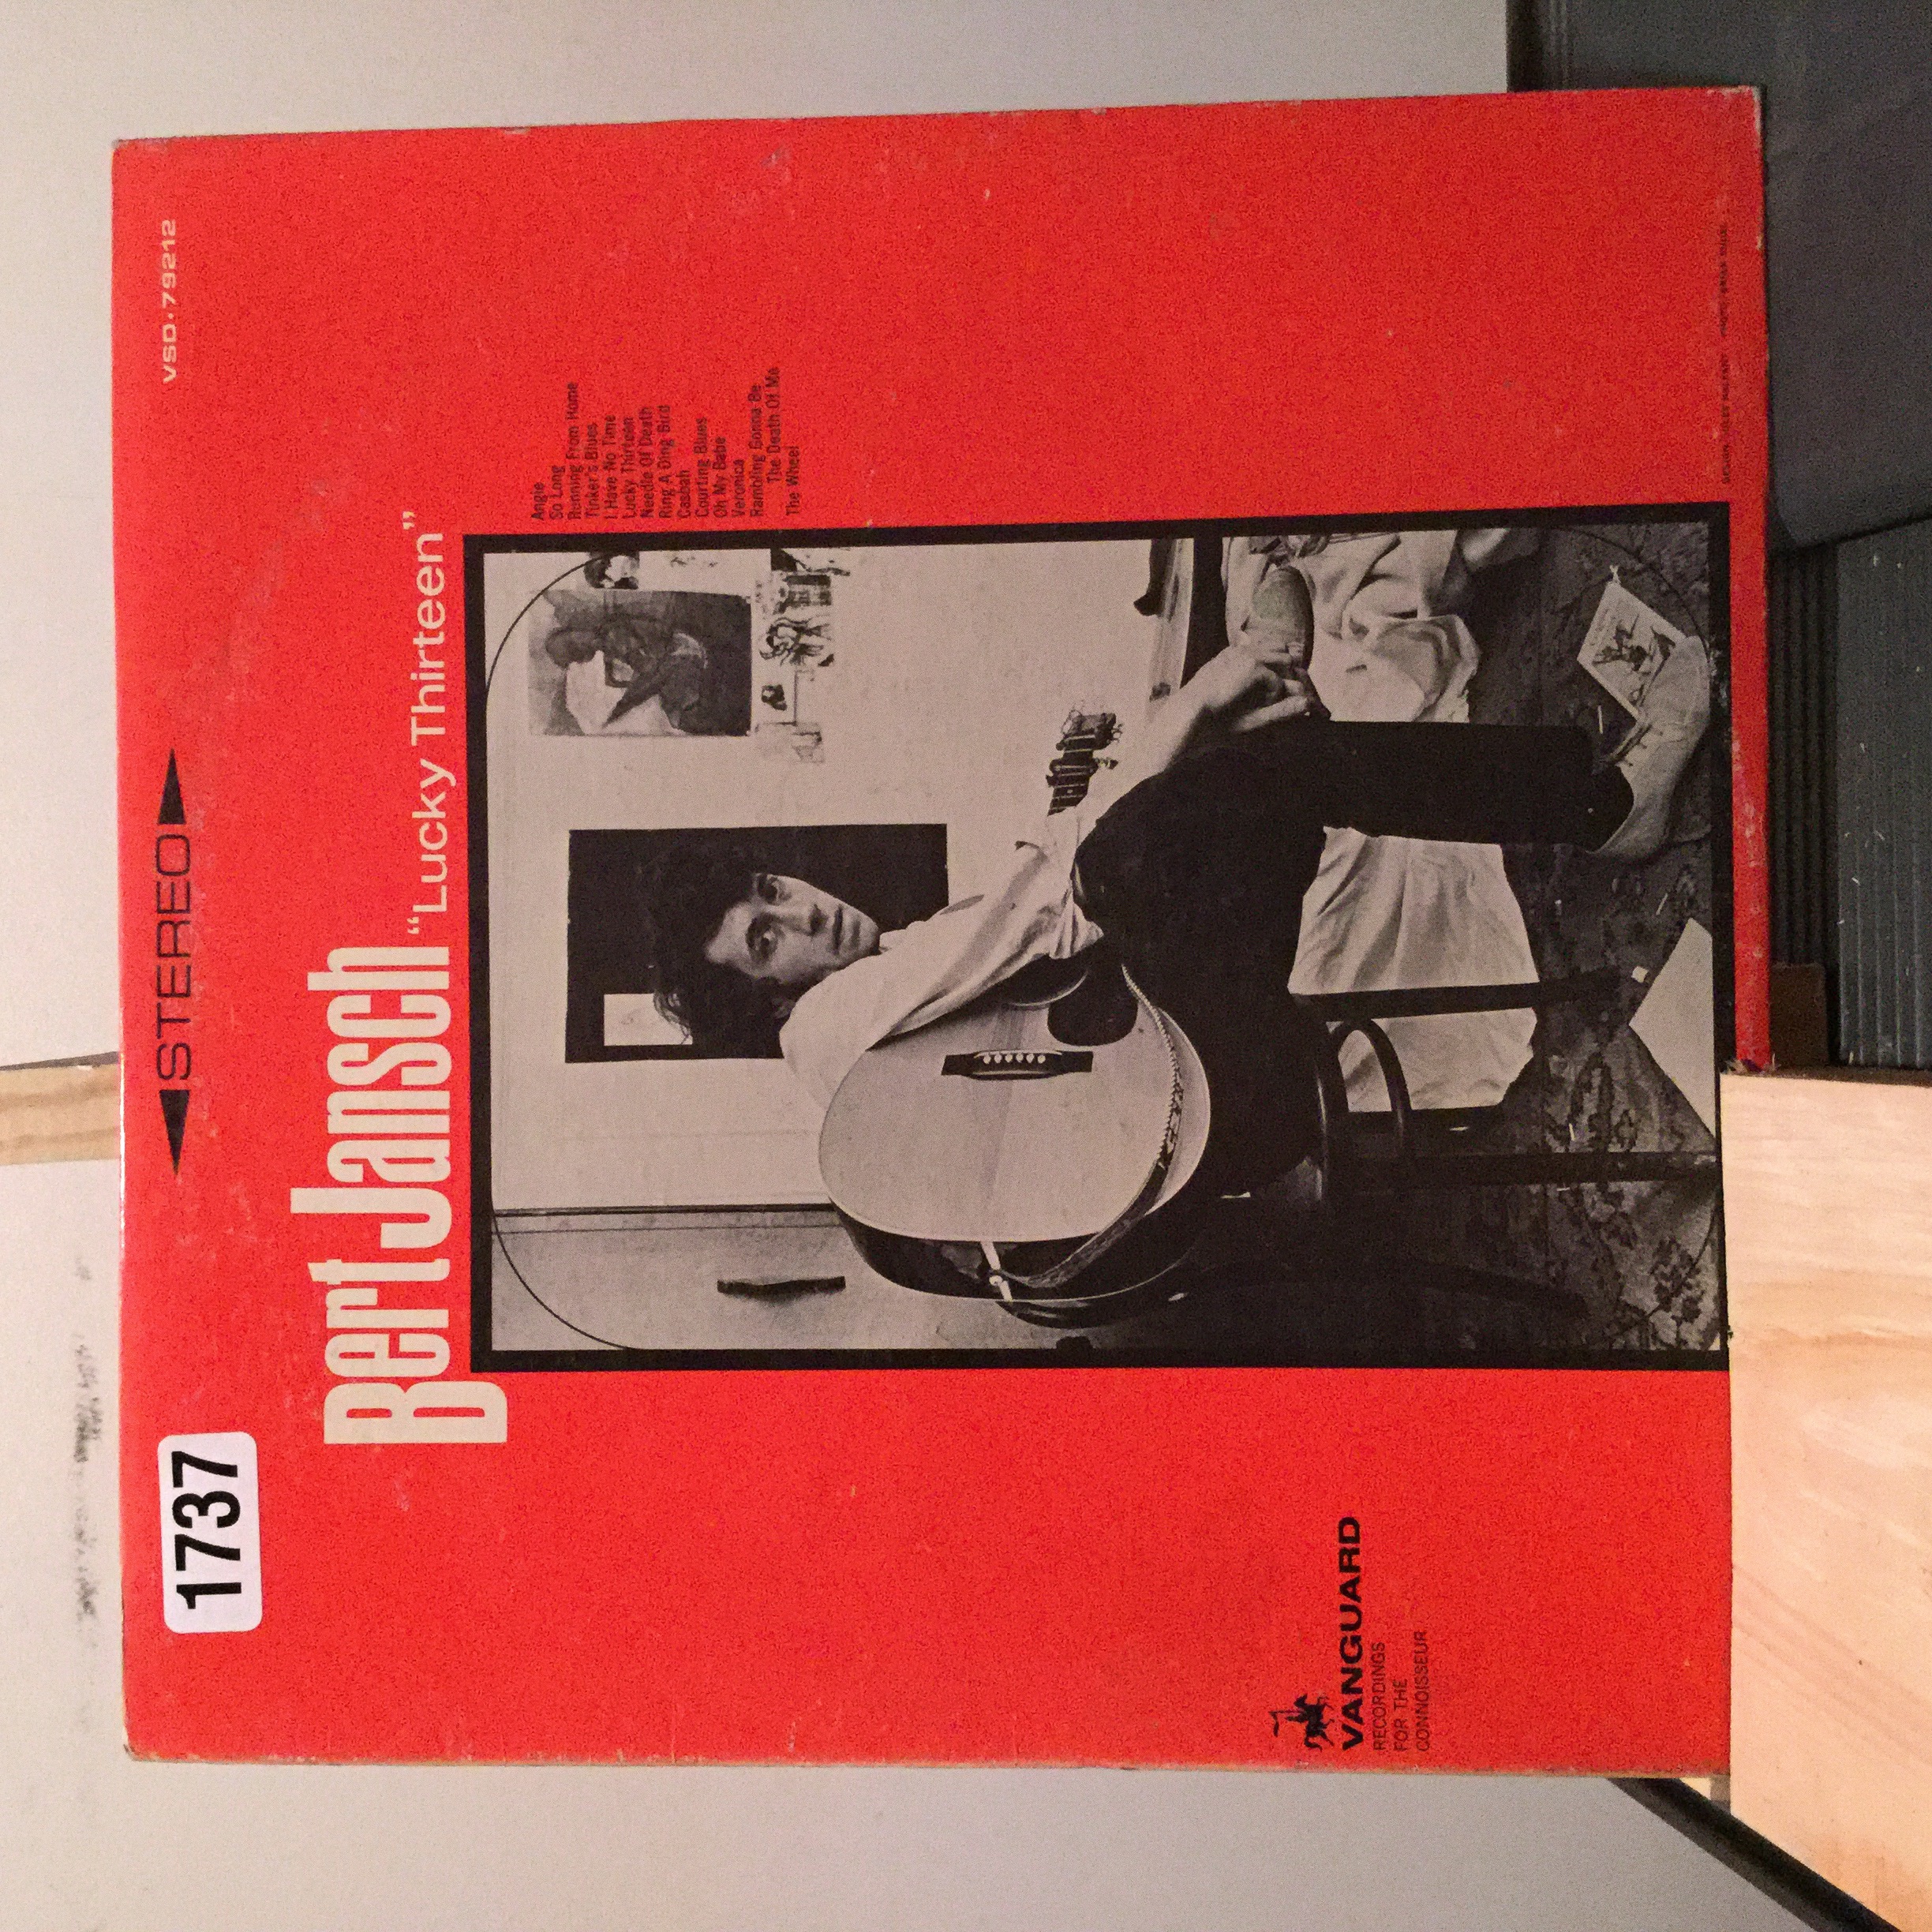 1737
STEREO
VSD·79212
Bert Jansch "Lucky Thirteen"
Angie
So Long
Running From Home
Tinker's Blues
I Have No Time
Lucky Thirteen
Needle Of Death
Ring A Ding Bird
Casbah
Courting Blues
Oh My Babe
Veronica
Rambling Gonna Be
The Death Of Me
The Wheel
VANGUARD
RECORDINGS
FOR THE
CONNOISSEUR